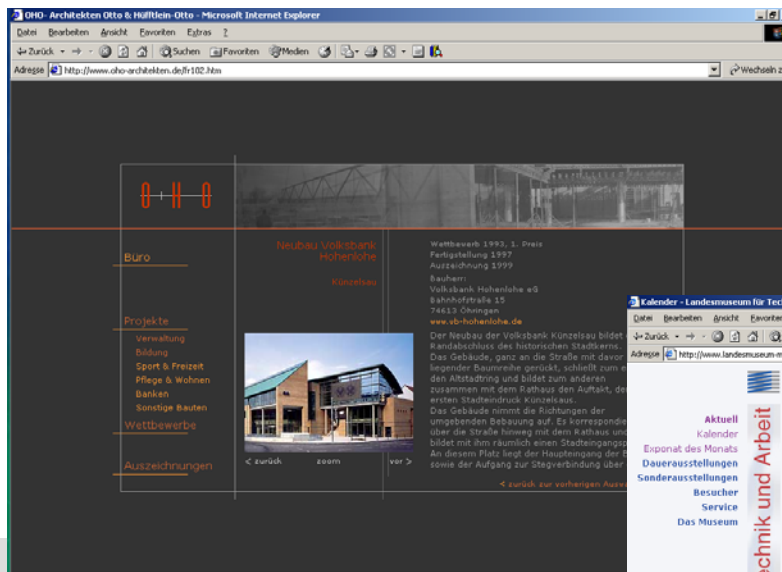 OHO- Architekten Otto & Hüfftlein-Otto - Microsoft Internet Explorer
Datei Bearbeiten Ansicht Favoriten Extras ?
Zurück Suchen Favoriten Medien
Adresse http://www.oho-architekten.de/fr102.htm Wechseln z
Büro
Projekte
Verwaltung
Bildung
Sport & Freizeit
Pflege & Wohnen
Banken
Sonstige Bauten
Wettbewerbe
Auszeichnungen
Neubau Volksbank
Hohenlohe
Künzelsau
< zurück zoom vor >
Wettbewerb 1993, 1. Preis
Fertigstellung 1997
Auszeichnung 1999
Bauherr:
Volksbank Hohenlohe eG
Bahnhofstraße 15
74613 Öhringen
www.vb-hohenlohe.de
Der Neubau der Volksbank Künzelsau bildet
Randabschluss des historischen Stadtkerns.
Das Gebäude, ganz an die Straße mit davor
liegender Baumreihe gerückt, schließt zum e
den Altstadtring und bildet zum anderen
zusammen mit dem Rathaus den Auftakt, de
ersten Stadteindruck Künzelsaus.
Das Gebäude nimmt die Richtungen der
umgebenden Bebauung auf. Es korrespondie
über die Straße hinweg mit dem Rathaus und
bildet mit ihm räumlich einen Stadteingangsp
An diesem Platz liegt der Haupteingang der B
sowie der Aufgang zur Stegverbindung über
< zurück zur vorherigen Auswa
Kalender - Landesmuseum für Tec
Datei Bearbeiten Ansicht Favoriten
Zurück
Adresse http://www.landesmuseum-m
Aktuell
Kalender
Exponat des Monats
Dauerausstellungen
Sonderausstellungen
Besucher
Service
Das Museum
echnik und Arbeit